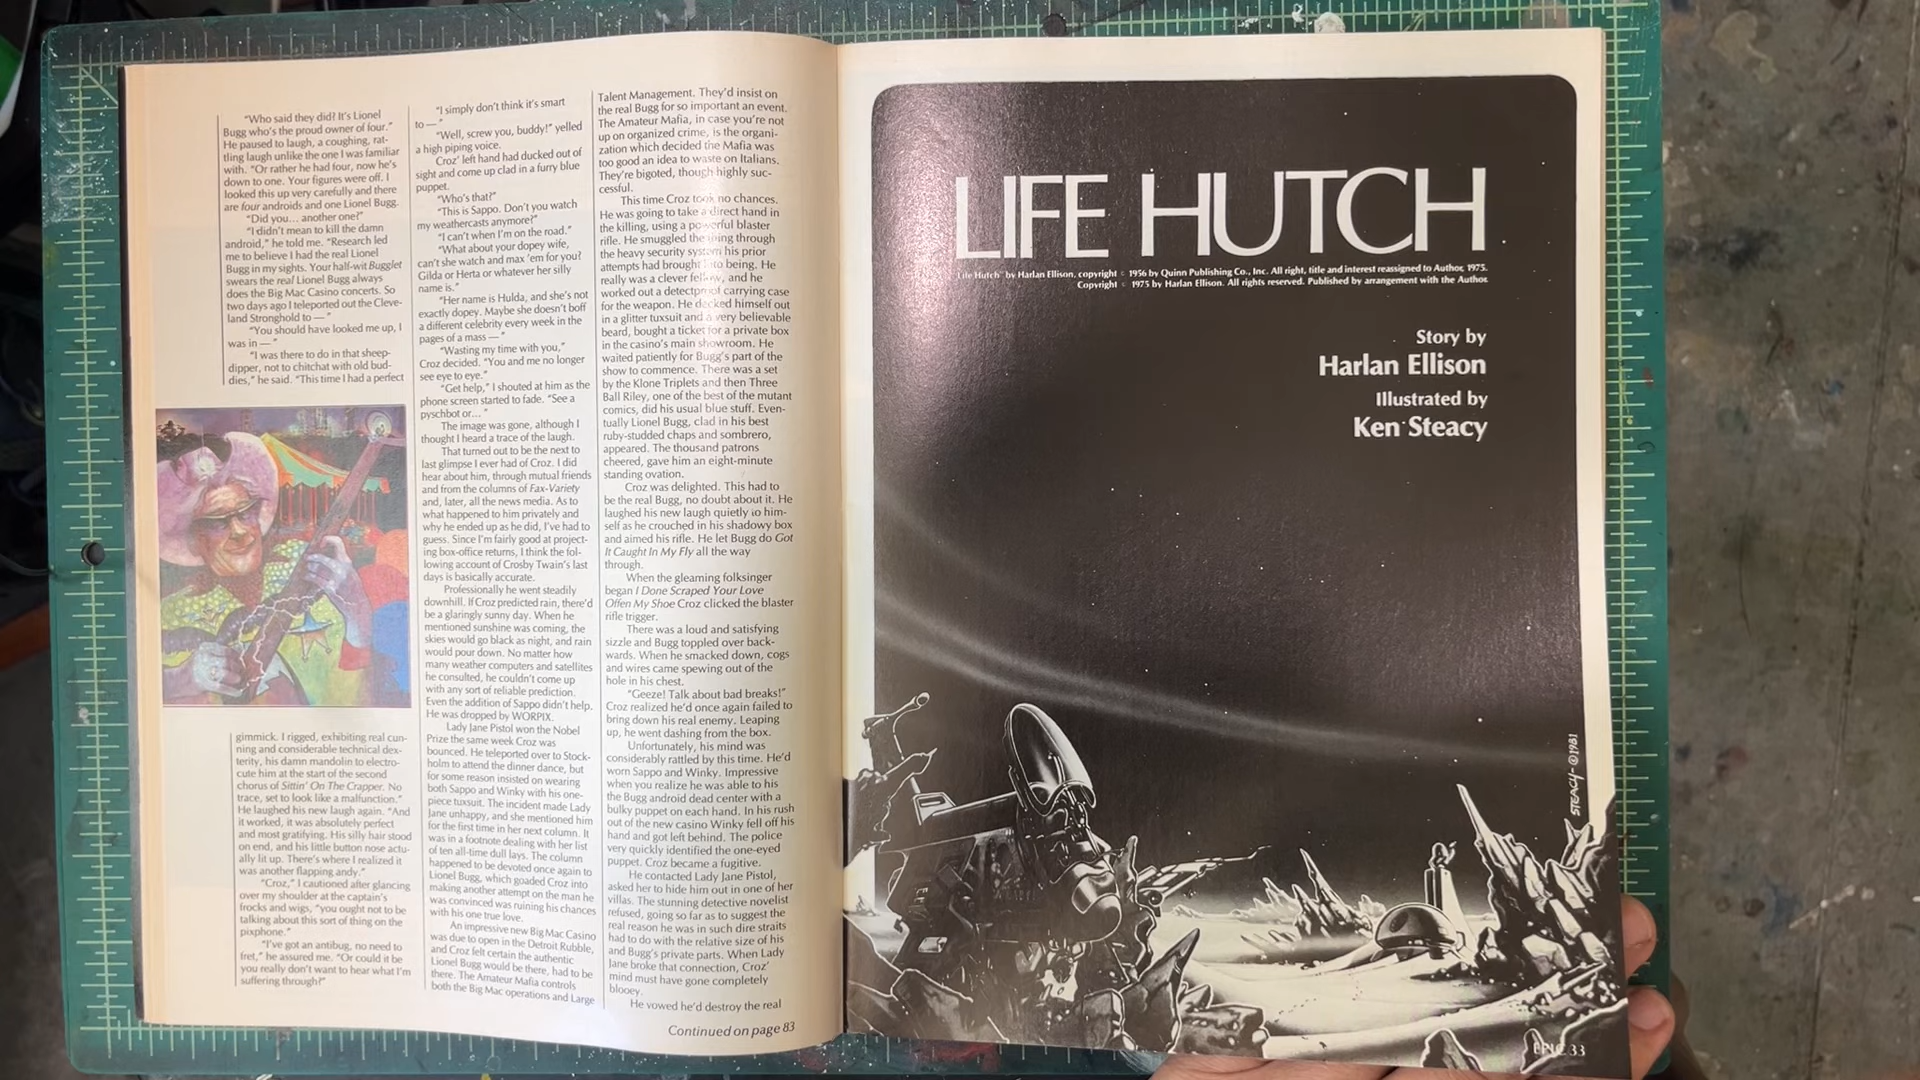 "Who said they did? It's Lionel
Bugg who's the proud owner of four."
He paused to laugh, a coughing, rat-
tling laugh unlike the one I was familiar
with. "Or rather he had four, now he's
down to one. Your figures were off. I
looked this up very carefully and there
are four androids and one Lionel Bugg.
"Did you... another one?"
"I didn't mean to kill the damn
android," he told me. "Research led
me to believe I had the real Lionel
Bugg in my sights. Your half-wit Bugglet
swears the real Lionel Bugg always
does the Big Mac Casino concerts. So
two days ago I teleported out the Cleve-
land Stronghold to — "
"You should have looked me up, I
was in — "
"I was there to do in that sheep-
dipper, not to chitchat with old bud-
dies," he said. "This time I had a perfect
gimmick. I rigged, exhibiting real cun-
ning and considerable technical dex-
terity, his damn mandolin to electro-
cute him at the start of the second
chorus of Sittin' On The Crapper. No
trace, set to look like a malfunction."
He laughed his new laugh again. "And
it worked, it was absolutely perfect
and most gratifying. His silly hair stood
on end, and his little button nose actu-
ally lit up. There's where I realized it
was another flapping andy."
"Croz," I cautioned after glancing
over my shoulder at the captain's
frocks and wigs, "you ought not to be
talking about this sort of thing on the
pixphone."
"I've got an antibug, no need to
fret," he assured me. "Or could it be
you really don't want to hear what I'm
suffering through?"
"I simply don't think it's smart
to — "
"Well, screw you, buddy!" yelled
a high piping voice.
Croz' left hand had ducked out of
sight and come up clad in a furry blue
puppet.
"Who's that?"
"This is Sappo. Don't you watch
my weathercasts anymore?"
"I can't when I'm on the road."
"What about your dopey wife,
can't she watch and max 'em for you?
Gilda or Herta or whatever her silly
name is."
"Her name is Hulda, and she's not
exactly dopey. Maybe she doesn't boff
a different celebrity every week in the
pages of a mass — "
"Wasting my time with you,"
Croz decided. "You and me no longer
see eye to eye."
"Get help," I shouted at him as the
phone screen started to fade. "See a
pyschbot or... "
The image was gone, although I
thought I heard a trace of the laugh.
That turned out to be the next to
last glimpse I ever had of Croz. I did
hear about him, through mutual friends
and from the columns of Fax-Variety
and, later, all the news media. As to
what happened to him privately and
why he ended up as he did, I've had to
guess. Since I'm fairly good at project-
ing box-office returns, I think the fol-
lowing account of Crosby Twain's last
days is basically accurate.
Professionally he went steadily
downhill. If Croz predicted rain, there'd
be a glaringly sunny day. When he
mentioned sunshine was coming, the
skies would go black as night, and rain
would pour down. No matter how
many weather computers and satellites
he consulted, he couldn't come up
with any sort of reliable prediction.
Even the addition of Sappo didn't help.
He was dropped by WORPIX.
Lady Jane Pistol won the Nobel
Prize the same week Croz was
bounced. He teleported over to Stock-
holm to attend the dinner dance, but
for some reason insisted on wearing
both Sappo and Winky with his one-
piece tuxsuit. The incident made Lady
Jane unhappy, and she mentioned him
for the first time in her next column. It
was in a footnote dealing with her list
of ten all-time dull lays. The column
happened to be devoted once again to
Lionel Bugg, which goaded Croz into
making another attempt on the man he
was convinced was ruining his chances
with his one true love.
An impressive new Big Mac Casino
was due to open in the Detroit Rubble,
and Croz felt certain the authentic
Lionel Bugg would be there, had to be
there. The Amateur Mafia controls
both the Big Mac operations and Large
Talent Management. They'd insist on
the real Bugg for so important an event.
The Amateur Mafia, in case you're not
up on organized crime, is the organi-
zation which decided the Mafia was
too good an idea to waste on Italians.
They're bigoted, though highly suc-
cessful.
This time Croz took no chances.
He was going to take a direct hand in
the killing, using a powerful blaster
rifle. He smuggled the thing through
the heavy security system his prior
attempts had brought into being. He
really was a clever fellow, and he
worked out a detectproof carrying case
for the weapon. He decked himself out
in a glitter tuxsuit and a very believable
beard, bought a ticket for a private box
in the casino's main showroom. He
waited patiently for Bugg's part of the
show to commence. There was a set
by the Klone Triplets and then Three
Ball Riley, one of the best of the mutant
comics, did his usual blue stuff. Even-
tually Lionel Bugg, clad in his best
ruby-studded chaps and sombrero,
appeared. The thousand patrons
cheered, gave him an eight-minute
standing ovation.
Croz was delighted. This had to
be the real Bugg, no doubt about it. He
laughed his new laugh quietly to him-
self as he crouched in his shadowy box
and aimed his rifle. He let Bugg do Got
It Caught In My Fly all the way
through.
When the gleaming folksinger
began I Done Scraped Your Love
Offen My Shoe Croz clicked the blaster
rifle trigger.
There was a loud and satisfying
sizzle and Bugg toppled over back-
wards. When he smacked down, cogs
and wires came spewing out of the
hole in his chest.
"Geeze! Talk about bad breaks!"
Croz realized he'd once again failed to
bring down his real enemy. Leaping
up, he went dashing from the box.
Unfortunately, his mind was
considerably rattled by this time. He'd
worn Sappo and Winky. Impressive
when you realize he was able to his
the Bugg android dead center with a
bulky puppet on each hand. In his rush
out of the new casino Winky fell off his
hand and got left behind. The police
very quickly identified the one-eyed
puppet. Croz became a fugitive.
He contacted Lady Jane Pistol,
asked her to hide him out in one of her
villas. The stunning detective novelist
refused, going so far as to suggest the
real reason he was in such dire straits
had to do with the relative size of his
and Bugg's private parts. When Lady
Jane broke that connection, Croz'
mind must have gone completely
blooey.
He vowed he'd destroy the real
Continued on page 83
LIFE HUTCH
"Life Hutch" by Harlan Ellison, copyright © 1956 by Quinn Publishing Co., Inc. All right, title and interest reassigned to Author, 1975.
Copyright © 1975 by Harlan Ellison. All rights reserved. Published by arrangement with the Author.
Story by
Harlan Ellison
Illustrated by
Ken Steacy
STEACY-©1981
EPIC 33